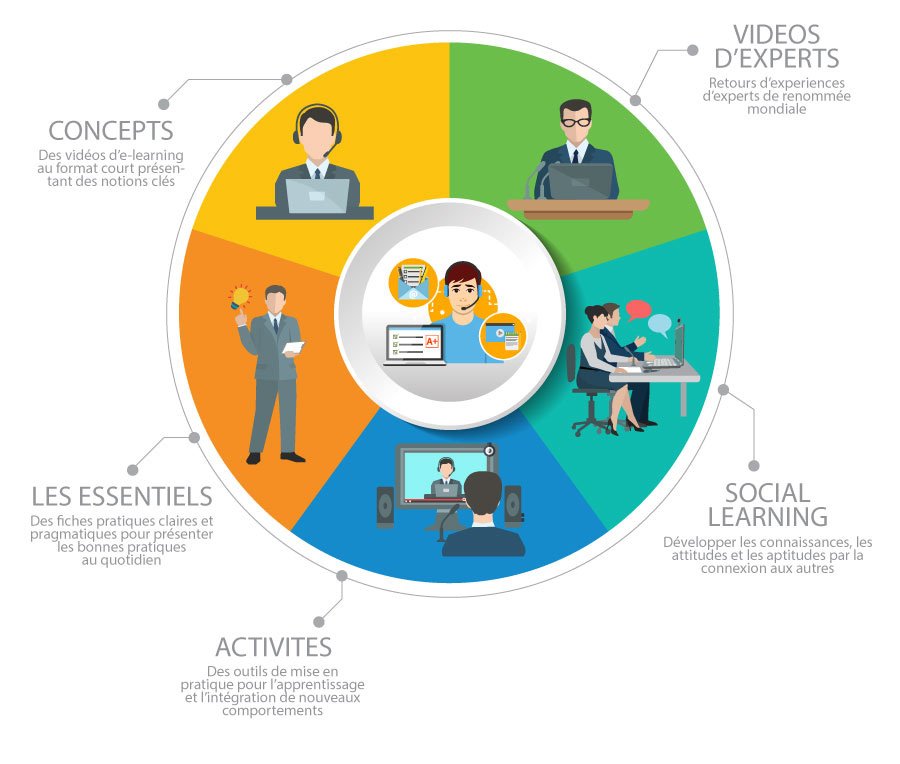 VIDEOS
D'EXPERTS
Retours d'experiences
d'experts de renommée
mondiale
CONCEPTS
Des vidéos d'e-learning
au format court présen-
tant des notions clés
A+
LES ESSENTIELS
Des fiches pratiques claires et
pragmatiques pour présenter
les bonnes pratiques
au quotidien
SOCIAL
LEARNING
Développer les connaissances, les
attitudes et les aptitudes par la
connexion aux autres
ACTIVITES
Des outils de mise en
pratique pour l'apprentissage
et l'intégration de nouveaux
comportements